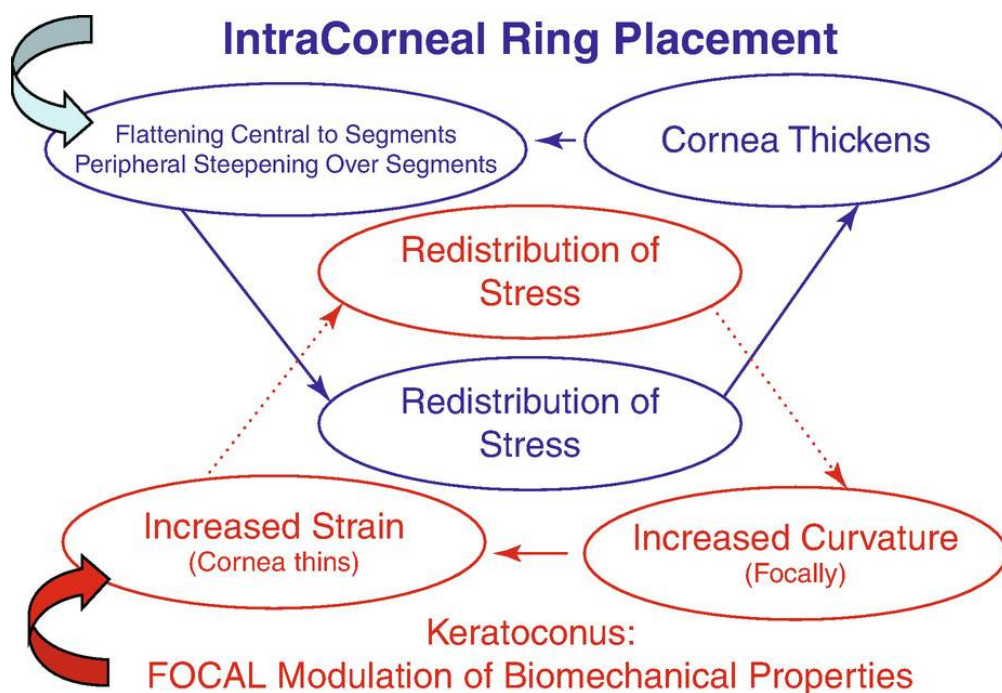 IntraCorneal Ring Placement
Flattening Central to Segments
Peripheral Steepening Over Segments
Cornea Thickens
Redistribution of
Stress
Redistribution of
Stress
Increased Strain
(Cornea thins)
Increased Curvature
(Focally)
Keratoconus:
FOCAL Modulation of Biomechanical Properties